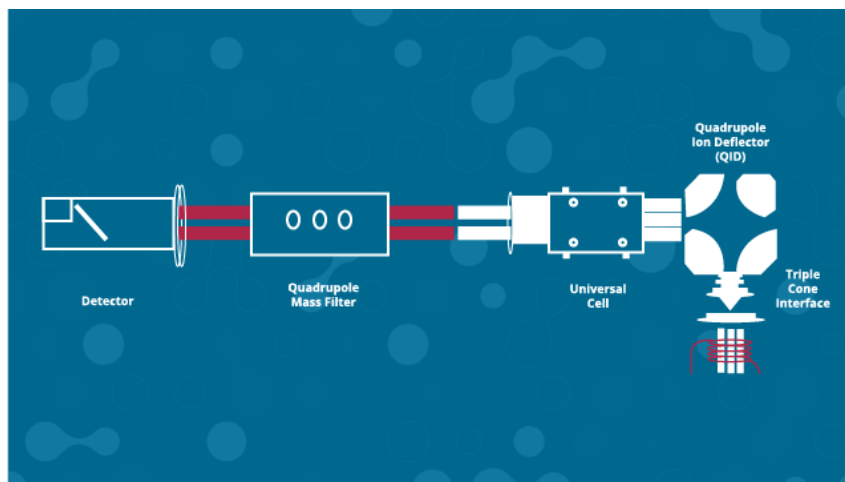 Quadrupole
Ion Deflector
(QID)
Detector
Quadrupole
Mass Filter
Universal
Cell
Triple
Cone
Interface